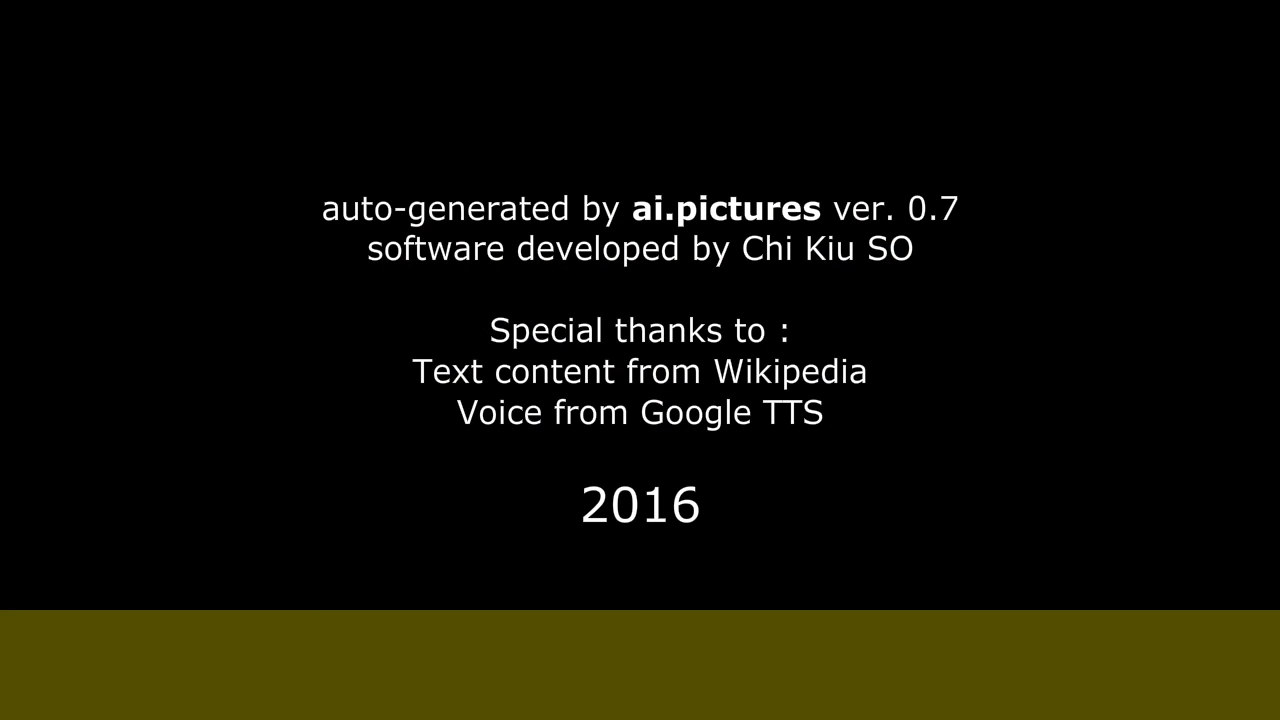 auto-generated by ai.pictures ver. 0.7
software developed by Chi Kiu SO
Special thanks to :
Text content from Wikipedia
Voice from Google TTS
2016